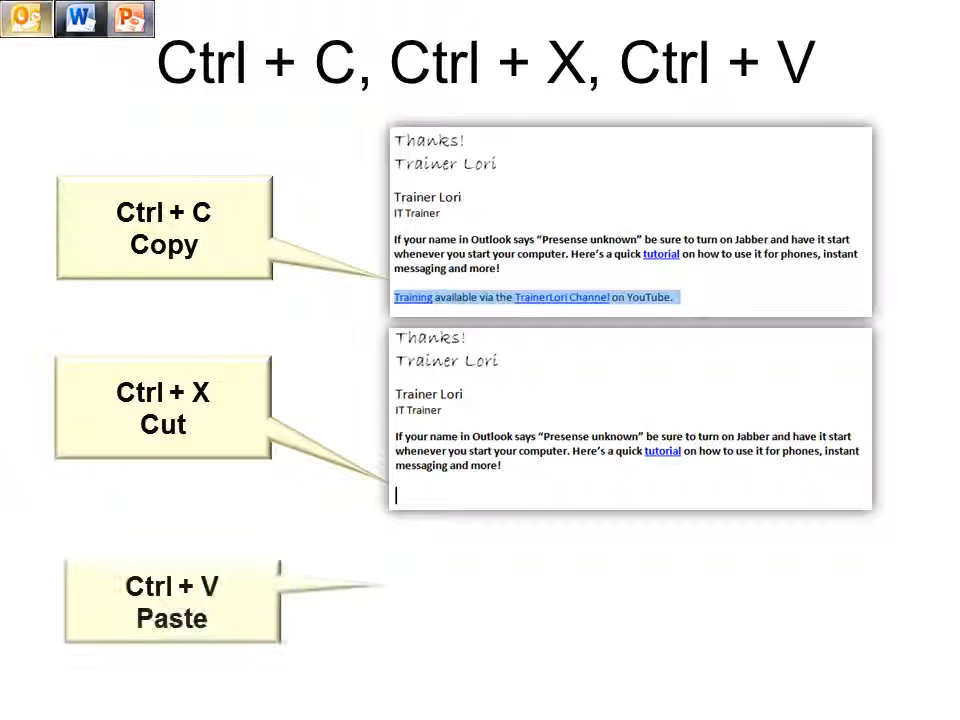 Ctrl + C, Ctrl + X, Ctrl + V
Ctrl + C
Copy
Thanks!
Trainer Lori
Trainer Lori
IT Trainer
If your name in Outlook says “Presense unknown” be sure to turn on Jabber and have it start
whenever you start your computer. Here’s a quick tutorial on how to use it for phones, instant
messaging and more!
Training available via the TrainerLori Channel on YouTube.
Ctrl + X
Cut
Thanks!
Trainer Lori
Trainer Lori
IT Trainer
If your name in Outlook says “Presense unknown” be sure to turn on Jabber and have it start
whenever you start your computer. Here’s a quick tutorial on how to use it for phones, instant
messaging and more!
Ctrl + V
Paste